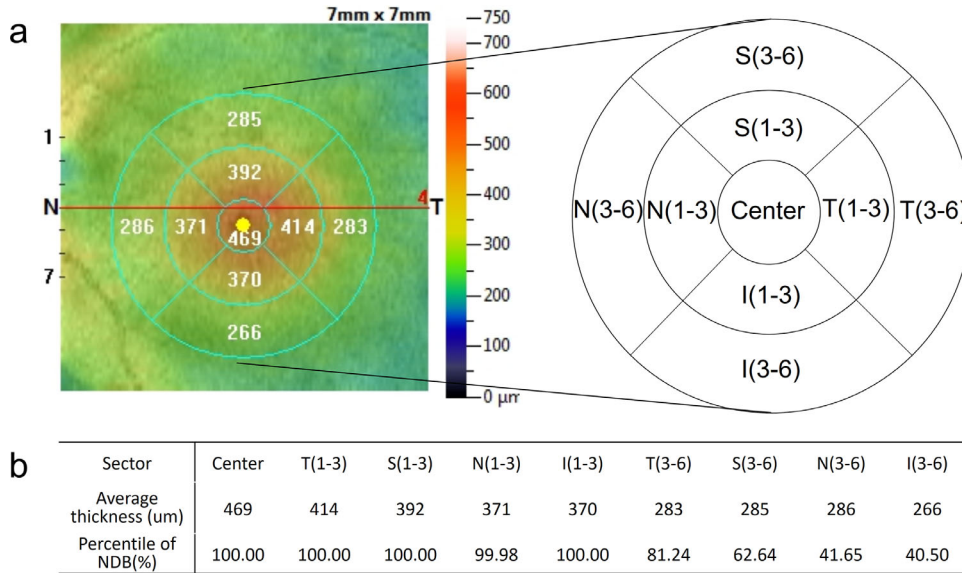 a
7mm x 7mm
750
700
600
500
400
300
200
100
0 µm
1
N
7
4 T
285
392
286 371 469 414 283
370
266
S(3-6)
S(1-3)
N(3-6) N(1-3) Center T(1-3) T(3-6)
I(1-3)
I(3-6)
b
Sector Center T(1-3) S(1-3) N(1-3) I(1-3) T(3-6) S(3-6) N(3-6) I(3-6)
Average thickness (um) 469 414 392 371 370 283 285 286 266
Percentile of NDB(%) 100.00 100.00 100.00 99.98 100.00 81.24 62.64 41.65 40.50